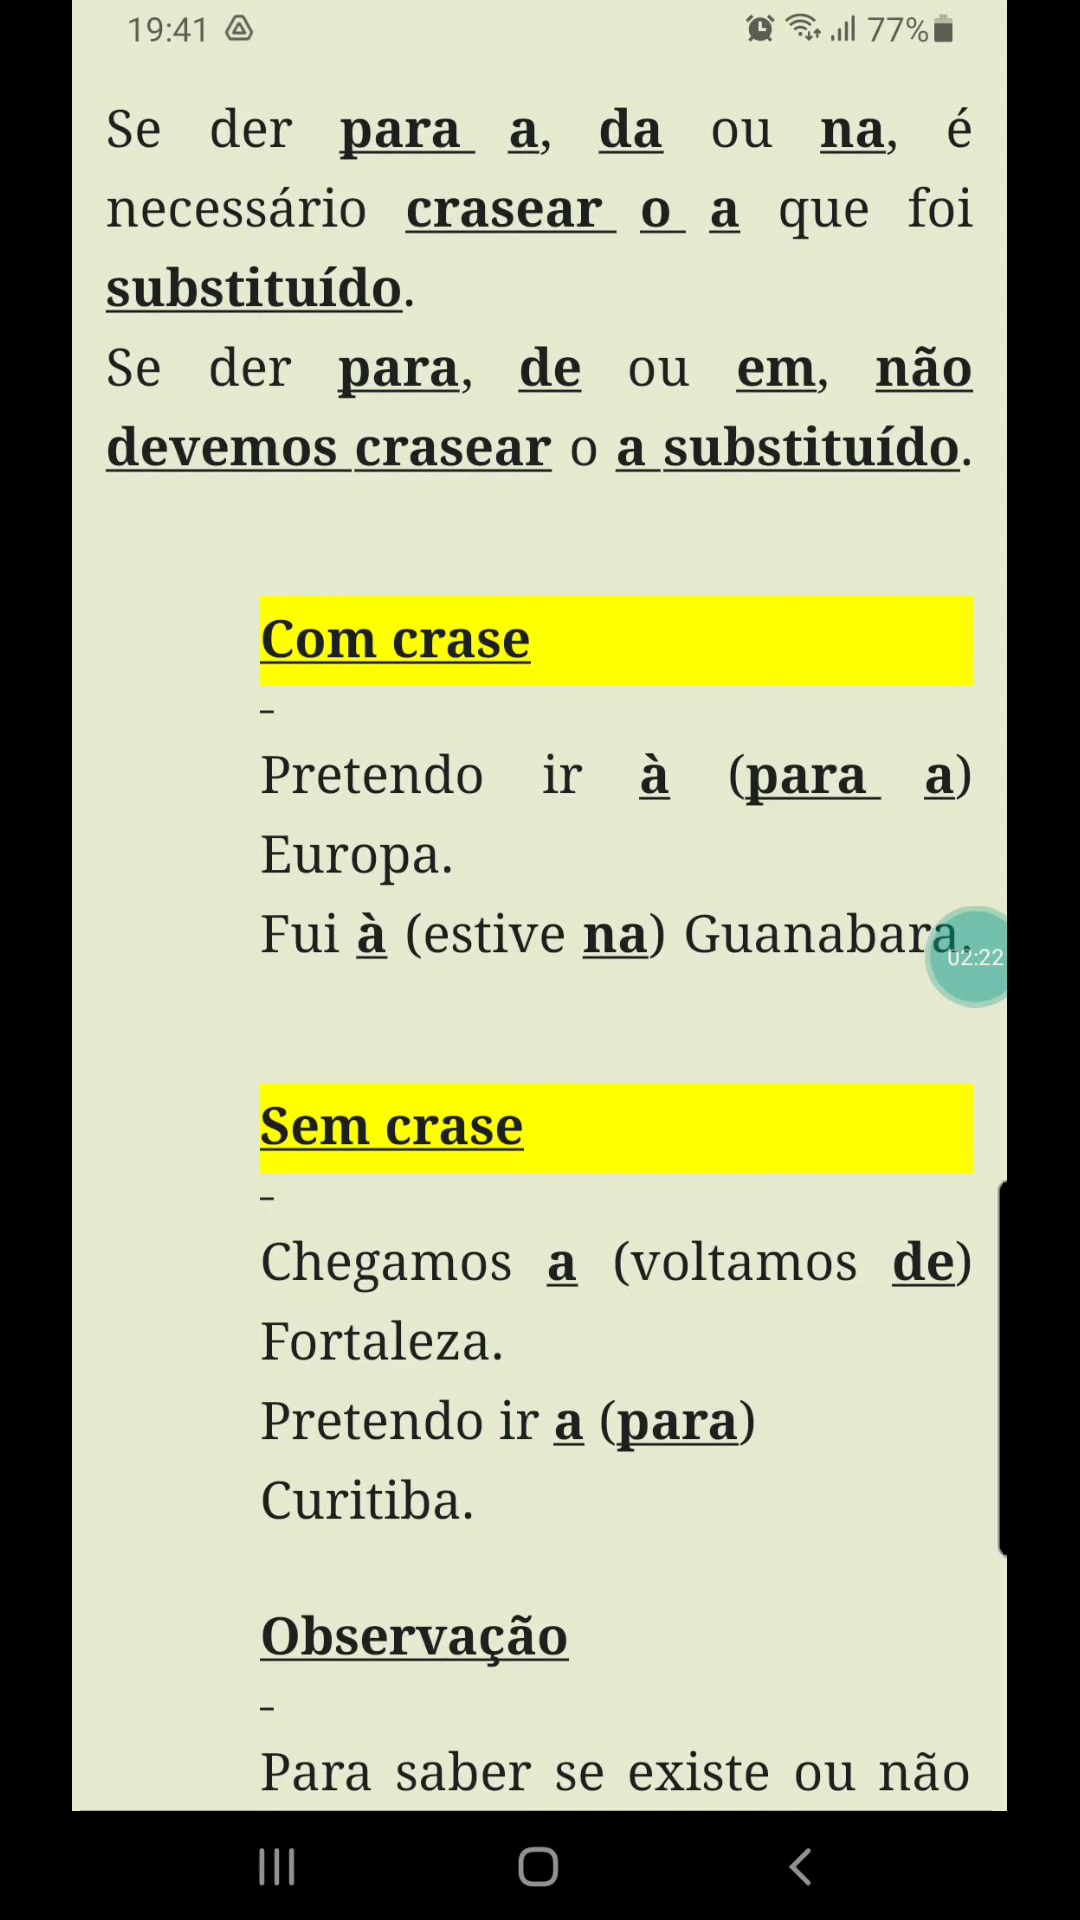 19:41 77%
Se der para a, da ou na, é
necessário crasear o a que foi
substituído.
Se der para, de ou em, não
devemos crasear o a substituído.
Com crase
-
Pretendo ir à (para a)
Europa.
Fui à (estive na) Guanabara.
02:22
Sem crase
-
Chegamos a (voltamos de)
Fortaleza.
Pretendo ir a (para)
Curitiba.
Observação
-
Para saber se existe ou não